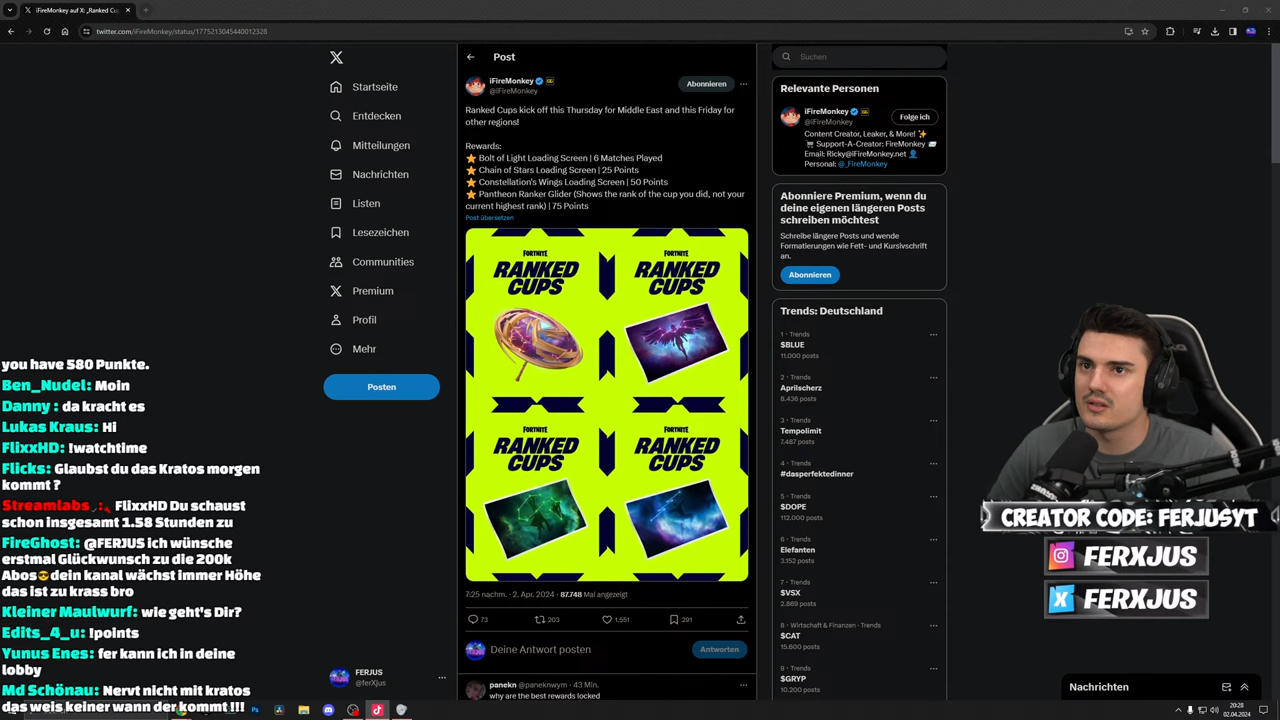 iFireMonkey auf X: „Ranked Cu
twitter.com/iFireMonkey/status/1775213045440012328
Startseite
Entdecken
Mitteilungen
Nachrichten
Listen
Lesezeichen
Communities
Premium
Profil
Mehr
Posten
FERJUS
@ferXjus
Post
iFireMonkey
@iFireMonkey
Abonnieren
Ranked Cups kick off this Thursday for Middle East and this Friday for
other regions!
Rewards:
Bolt of Light Loading Screen | 6 Matches Played
Chain of Stars Loading Screen | 25 Points
Constellation's Wings Loading Screen | 50 Points
Pantheon Ranker Glider (Shows the rank of the cup you did, not your
current highest rank) | 75 Points
Post übersetzen
FORTNITE
RANKED
CUPS
FORTNITE
RANKED
CUPS
FORTNITE
RANKED
CUPS
FORTNITE
RANKED
CUPS
7:25 nachm. · 2. Apr. 2024 · 87.748 Mal angezeigt
73 203 1.551 291
Deine Antwort posten
Antworten
panekn @paneknwym · 43 Min.
why are the best rewards locked
Suchen
Relevante Personen
iFireMonkey
@iFireMonkey
Folge ich
Content Creator, Leaker, & More!
Support-A-Creator: FireMonkey
Email: Ricky@iFireMonkey.net
Personal: @_FireMonkey
Abonniere Premium, wenn du
deine eigenen längeren Posts
schreiben möchtest
Schreibe längere Posts und wende
Formatierungen wie Fett- und Kursivschrift
an.
Abonnieren
Trends: Deutschland
1 · Trends
$BLUE
11.000 posts
2 · Trends
Aprilscherz
8.436 posts
3 · Trends
Tempolimit
7.487 posts
4 · Trends
#dasperfektedinner
5 · Trends
$DOPE
112.000 posts
6 · Trends
Elefanten
3.152 posts
7 · Trends
$VSX
2.869 posts
8 · Wirtschaft & Finanzen · Trends
$CAT
15.600 posts
9 · Trends
$GRYP
10.200 posts
Nachrichten
you have 580 Punkte.
Ben_Nudel: Moin
Danny : da kracht es
Lukas Kraus: Hi
FlixxHD: !watchtime
Flicks: Glaubst du das Kratos morgen
kommt ?
Streamlabs : FlixxHD Du schaust
schon insgesamt 1.58 Stunden zu
FireGhost: @FERJUS ich wünsche
erstmal Glückwunsch zu die 200k
Abos dein kanal wächst immer Höhe
das ist zu krass bro
Kleiner Maulwurf: wie geht's Dir?
Edits_4_u: !points
Yunus Enes: fer kann ich in deine
lobby
Md Schönau: Nervt nicht mit kratos
das weis keiner wann der kommt !!!
CREATOR CODE: FERJUSYT
FERXJUS
X FERXJUS
20:28
02.04.2024